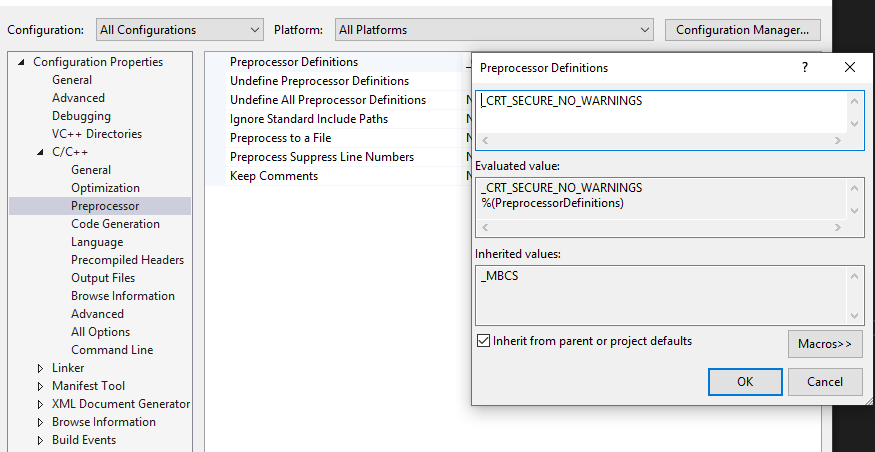 Configuration: All Configurations Platform: All Platforms Configuration Manager...
Configuration Properties
General
Advanced
Debugging
VC++ Directories
C/C++
General
Optimization
Preprocessor
Code Generation
Language
Precompiled Headers
Output Files
Browse Information
Advanced
All Options
Command Line
Linker
Manifest Tool
XML Document Generator
Browse Information
Build Events
Preprocessor Definitions
Undefine Preprocessor Definitions
Undefine All Preprocessor Definitions
Ignore Standard Include Paths
Preprocess to a File
Preprocess Suppress Line Numbers
Keep Comments
Preprocessor Definitions ?
_CRT_SECURE_NO_WARNINGS
Evaluated value:
_CRT_SECURE_NO_WARNINGS
%(PreprocessorDefinitions)
Inherited values:
_MBCS
Inherit from parent or project defaults
Macros>>
OK Cancel